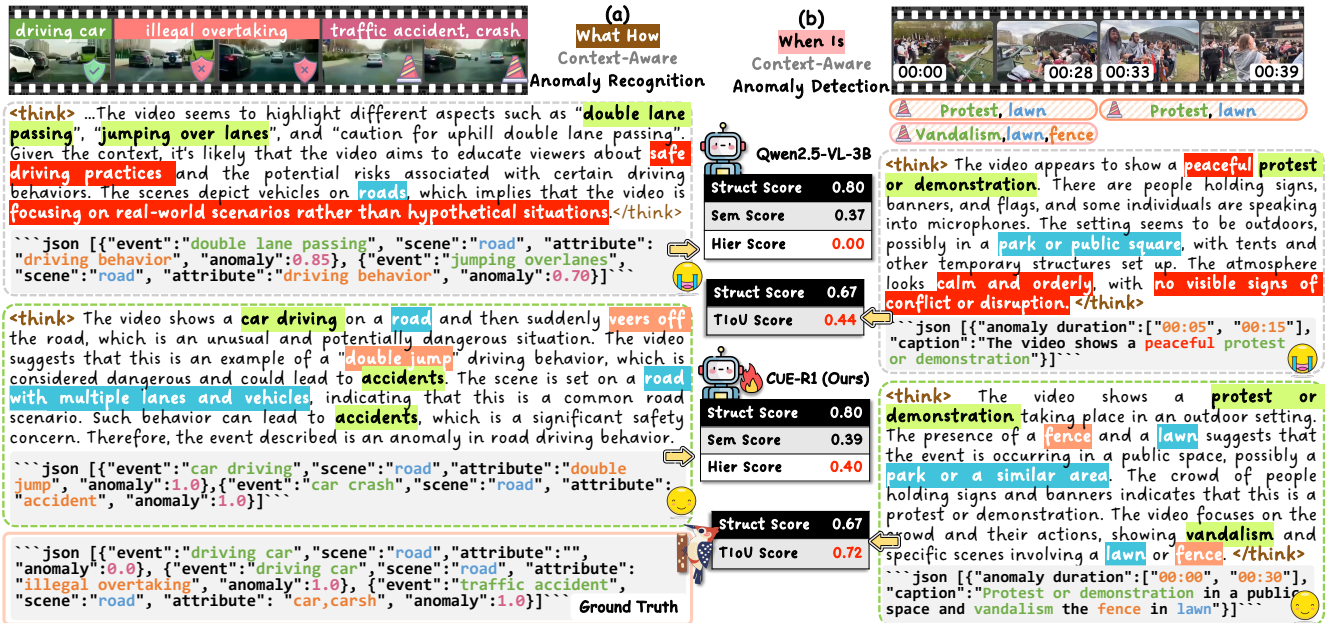 driving car
illegal overtaking
traffic accident, crash
(a)
What How
Context-Aware
Anomaly Recognition
(b)
When Is
Context-Aware
Anomaly Detection
00:00
00:28
00:33
00:39
Protest, lawn
Protest, lawn
Vandalism,lawn,fence
<think> …The video seems to highlight different aspects such as “double lane
passing”, “jumping over lanes”, and “caution for uphill double lane passing”.
Given the context, it's likely that the video aims to educate viewers about safe
driving practices and the potential risks associated with certain driving
behaviors. The scenes depict vehicles on roads, which implies that the video is
focusing on real-world scenarios rather than hypothetical situations.</think>
```json [{"event":"double lane passing", "scene":"road", "attribute":
"driving behavior", "anomaly":0.85}, {"event":"jumping overlanes",
"scene":"road", "attribute":"driving behavior", "anomaly":0.70}]```
<think> The video shows a car driving on a road and then suddenly veers off
the road, which is an unusual and potentially dangerous situation. The video
suggests that this is an example of a "double jump" driving behavior, which is
considered dangerous and could lead to accidents. The scene is set on a road
with multiple lanes and vehicles, indicating that this is a common road
scenario. Such behavior can lead to accidents, which is a significant safety
concern. Therefore, the event described is an anomaly in road driving behavior.
```json [{"event":"car driving","scene":"road","attribute":"double
jump", "anomaly":1.0},{"event":"car crash","scene":"road", "attribute":
"accident", "anomaly":1.0}]```
```json [{"event":"driving car","scene":"road","attribute":"",
"anomaly":0.0}, {"event":"driving car","scene":"road", "attribute":
"illegal overtaking", "anomaly":1.0}, {"event":"traffic accident",
"scene":"road", "attribute": "car,carsh", "anomaly":1.0}]```
Ground Truth
Qwen2.5-VL-3B
Struct Score 0.80
Sem Score 0.37
Hier Score 0.00
Struct Score 0.67
TIoU Score 0.44
CUE-R1 (Ours)
Struct Score 0.80
Sem Score 0.39
Hier Score 0.40
Struct Score 0.67
TIoU Score 0.72
<think> The video appears to show a peaceful protest
or demonstration. There are people holding signs,
banners, and flags, and some individuals are speaking
into microphones. The setting seems to be outdoors,
possibly in a park or public square, with tents and
other temporary structures set up. The atmosphere
looks calm and orderly, with no visible signs of
conflict or disruption. </think>
```json [{"anomaly duration":["00:05", "00:15"],
"caption":"The video shows a peaceful protest
or demonstration"}]```
<think> The video shows a protest or
demonstration taking place in an outdoor setting.
The presence of a fence and a lawn suggests that
the event is occurring in a public space, possibly a
park or a similar area. The crowd of people
holding signs and banners indicates that this is a
protest or demonstration. The video focuses on the
crowd and their actions, showing vandalism and
specific scenes involving a lawn or fence. </think>
```json [{"anomaly duration":["00:00", "00:30"],
"caption":"Protest or demonstration in a public
space and vandalism the fence in lawn"}]```